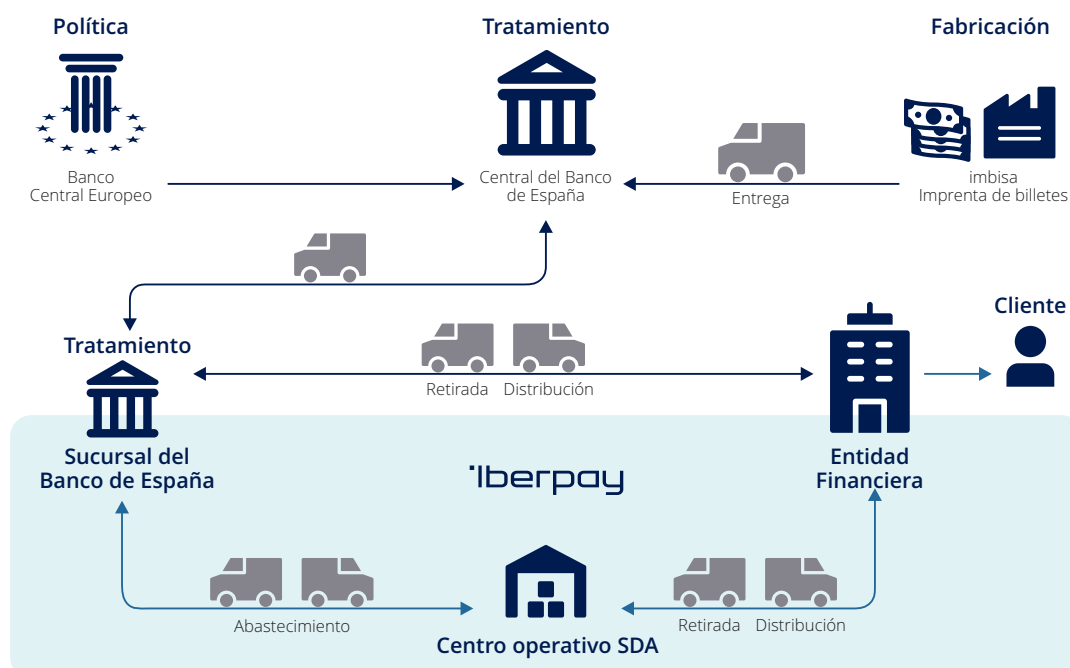 Política
Tratamiento
Fabricación
Banco
Central Europeo
Central del Banco
de España
Entrega
imbisa
Imprenta de billetes
Cliente
Tratamiento
Retirada
Distribución
Sucursal del
Banco de España
Iberpay
Entidad
Financiera
Abastecimiento
Retirada
Distribución
Centro operativo SDA